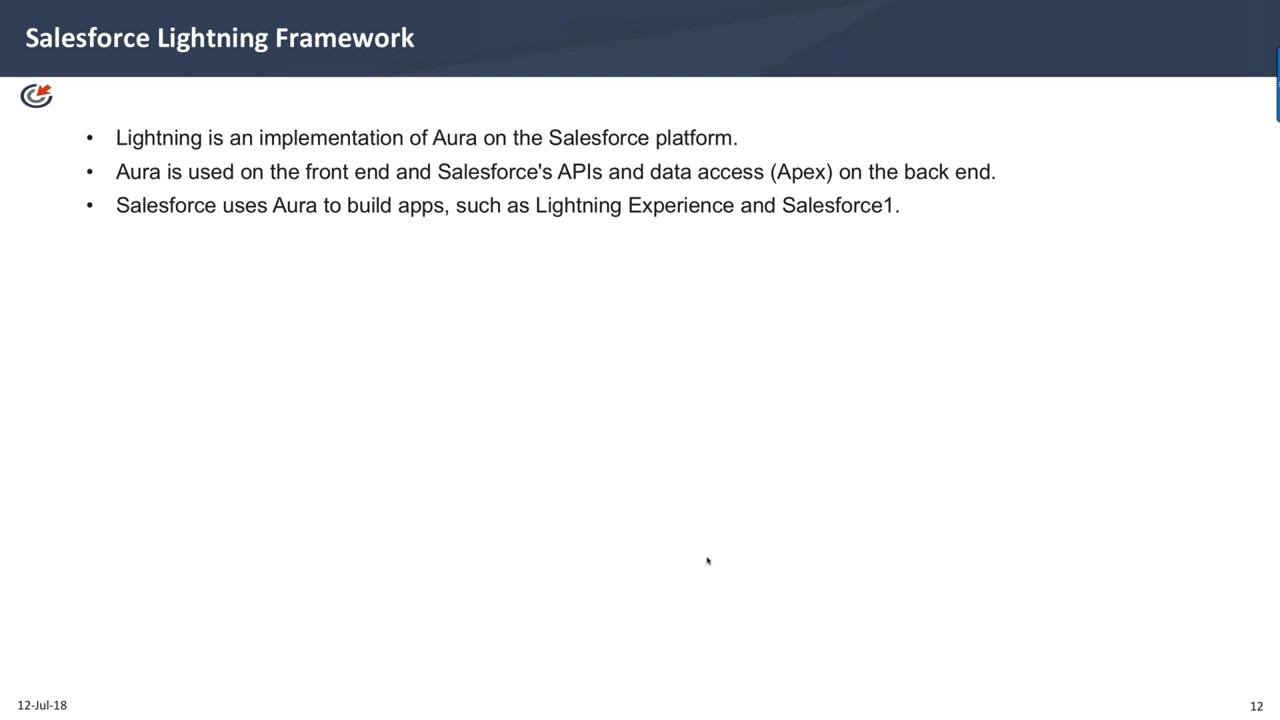 Salesforce Lightning Framework
• Lightning is an implementation of Aura on the Salesforce platform.
• Aura is used on the front end and Salesforce's APIs and data access (Apex) on the back end.
• Salesforce uses Aura to build apps, such as Lightning Experience and Salesforce1.
12-Jul-18
12